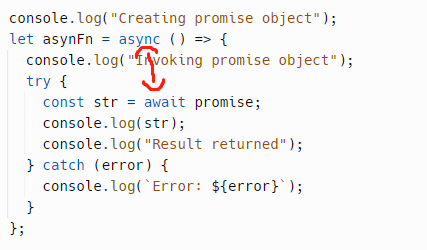 console.log("Creating promise object");
let asynFn = async () => {
console.log("Invoking promise object");
try {
const str = await promise;
console.log(str);
console.log("Result returned");
} catch (error) {
console.log(`Error: ${error}`);
}
};